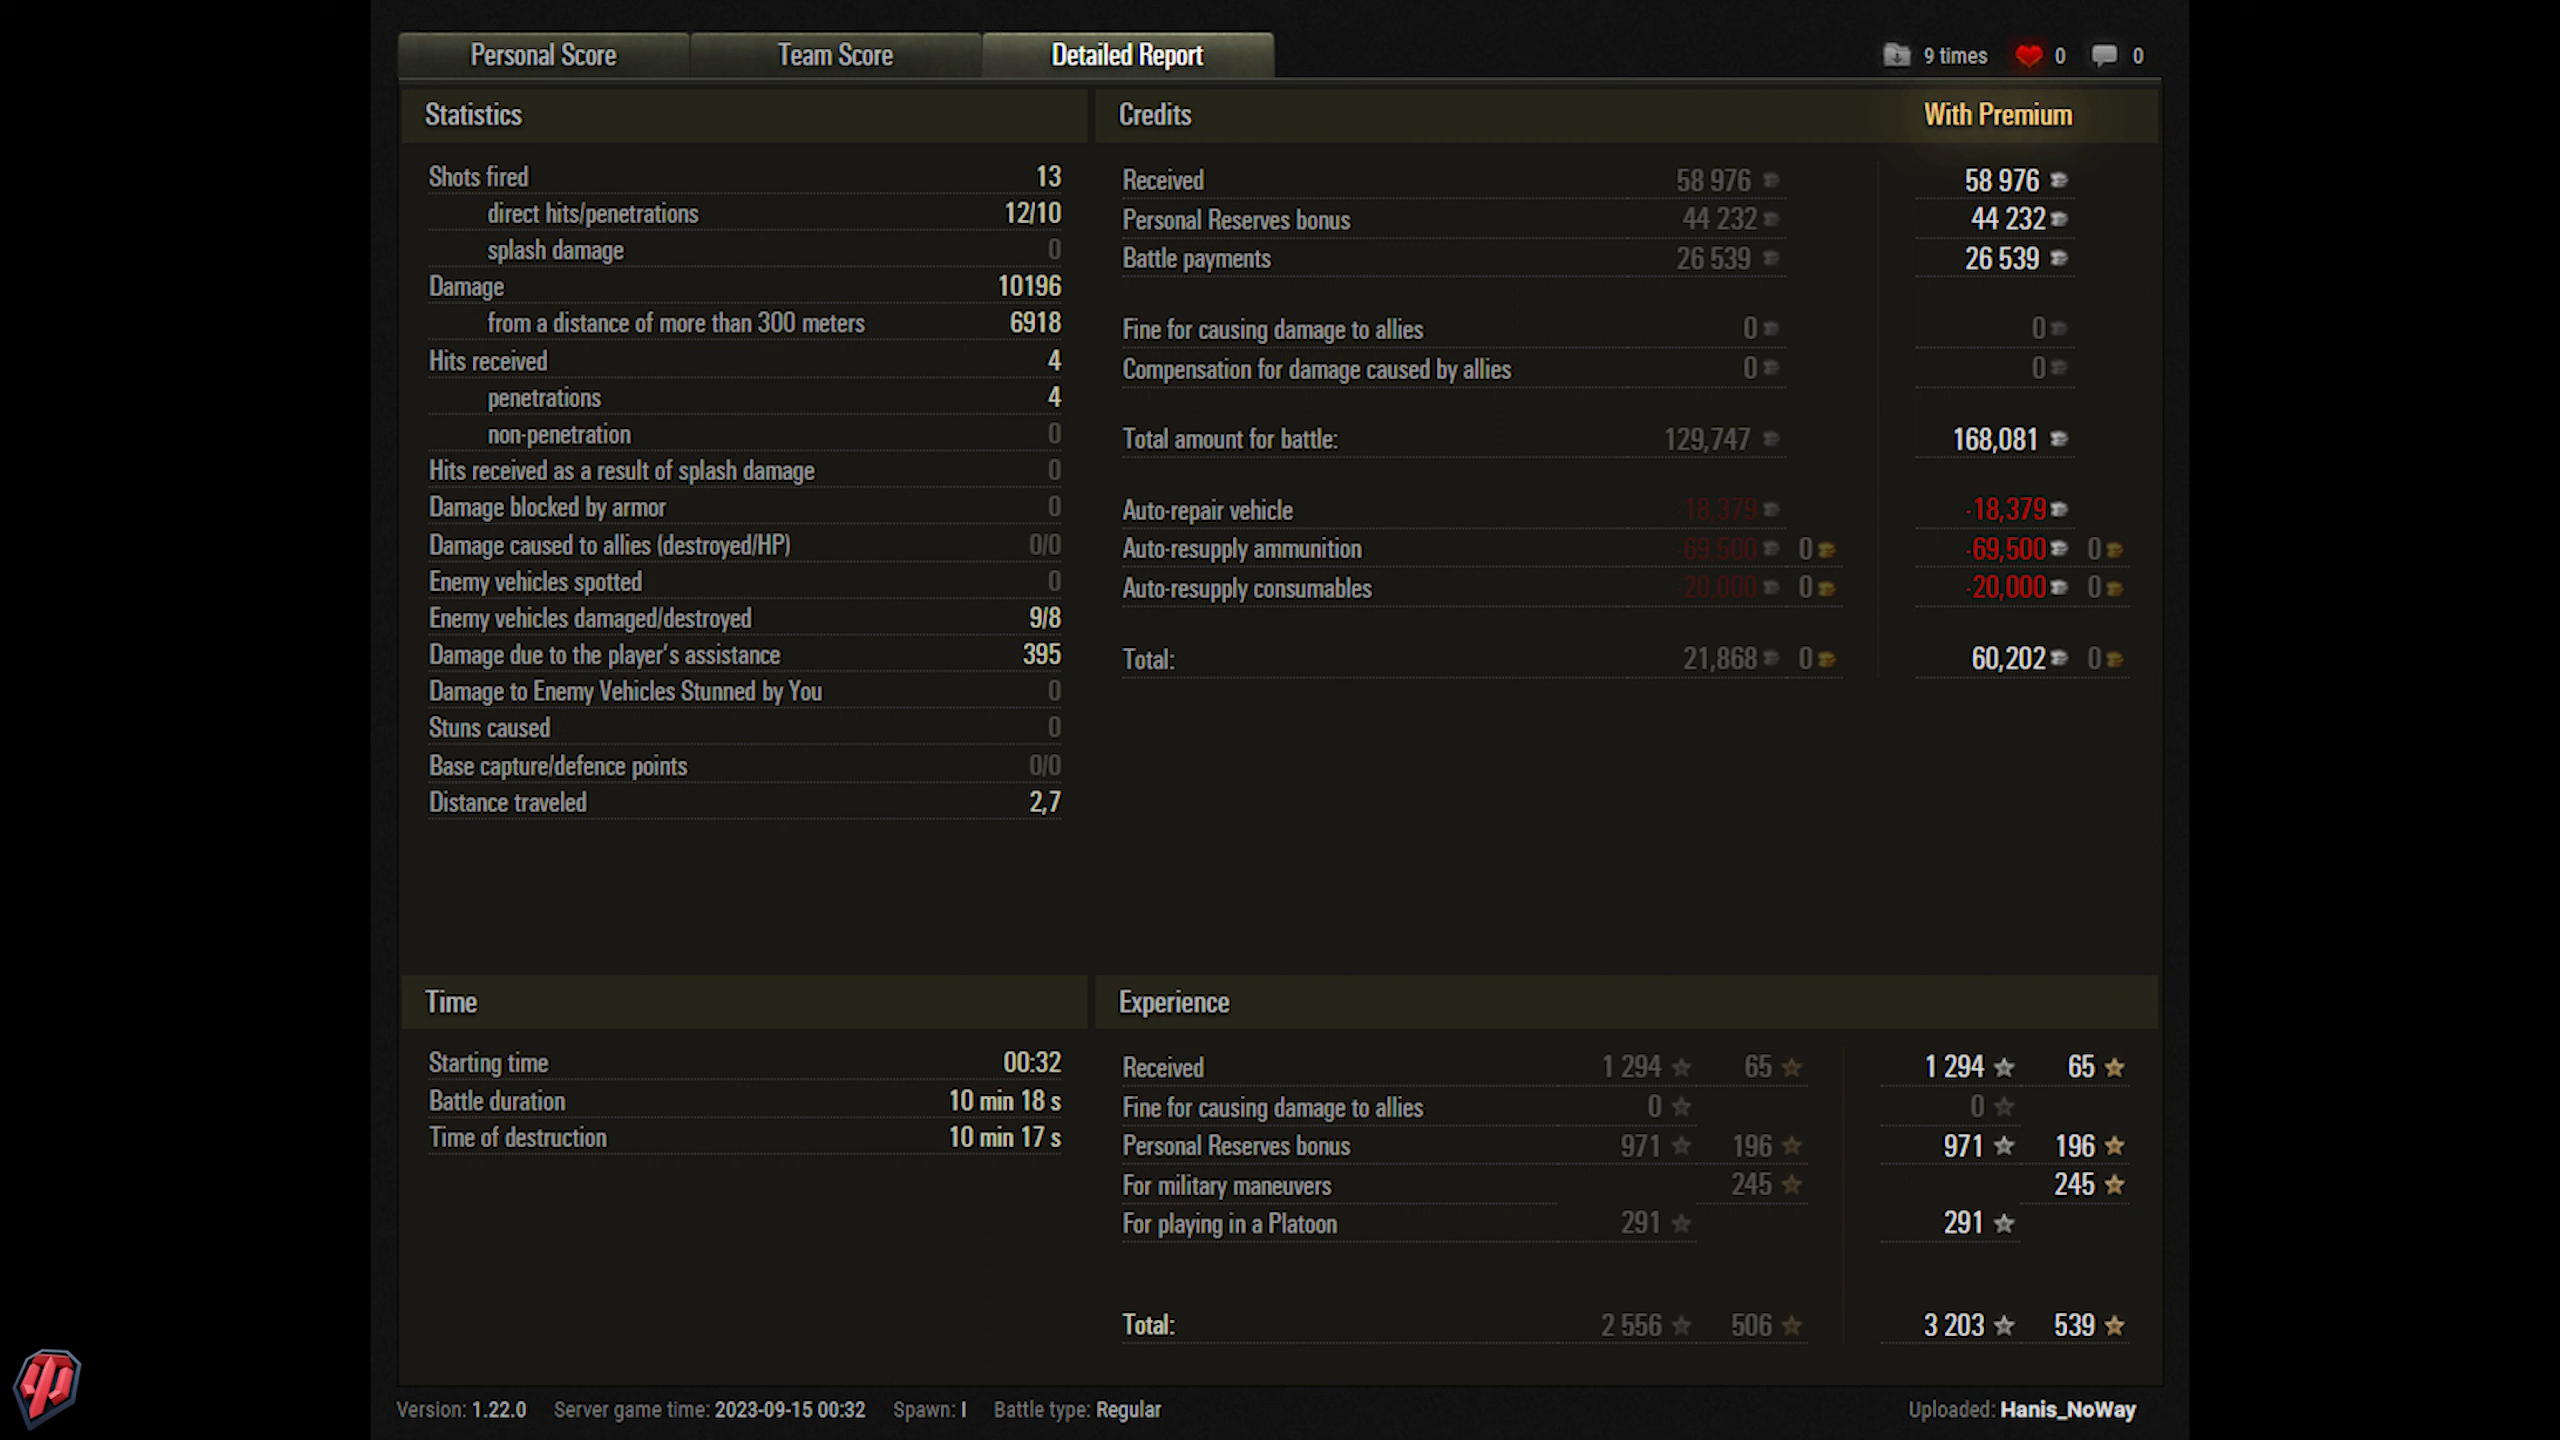 Personal Score Team Score Detailed Report 9 times 0 0
Statistics
Shots fired 13
direct hits/penetrations 12/10
splash damage 0
Damage 10196
from a distance of more than 300 meters 6918
Hits received 4
penetrations 4
non-penetration 0
Hits received as a result of splash damage 0
Damage blocked by armor 0
Damage caused to allies (destroyed/HP) 0/0
Enemy vehicles spotted 0
Enemy vehicles damaged/destroyed 9/8
Damage due to the player's assistance 395
Damage to Enemy Vehicles Stunned by You 0
Stuns caused 0
Base capture/defence points 0/0
Distance traveled 2,7
Credits With Premium
Received 58 976 58 976
Personal Reserves bonus 44 232 44 232
Battle payments 26 539 26 539
Fine for causing damage to allies 0 0
Compensation for damage caused by allies 0 0
Total amount for battle: 129,747 168,081
Auto-repair vehicle -18,379 -18,379
Auto-resupply ammunition -69,500 0 -69,500 0
Auto-resupply consumables -20,000 0 -20,000 0
Total: 21,868 0 60,202 0
Time
Starting time 00:32
Battle duration 10 min 18 s
Time of destruction 10 min 17 s
Experience
Received 1 294 65 1 294 65
Fine for causing damage to allies 0 0
Personal Reserves bonus 971 196 971 196
For military maneuvers 245 245
For playing in a Platoon 291 291
Total: 2 556 506 3 203 539
Version: 1.22.0 Server game time: 2023-09-15 00:32 Spawn: I Battle type: Regular Uploaded: Hanis_NoWay